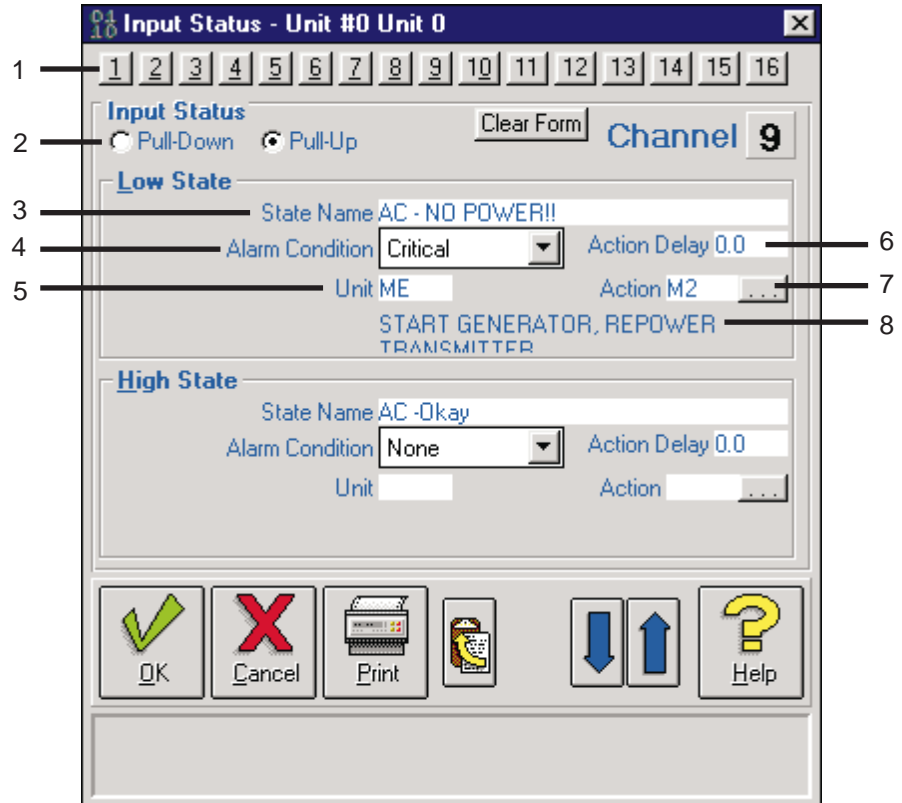 Input Status - Unit #0 Unit 0
1 1 2 3 4 5 6 7 8 9 10 11 12 13 14 15 16
Input Status Clear Form Channel 9
2 Pull-Down Pull-Up
Low State
3 State Name AC - NO POWER!!
4 Alarm Condition Critical Action Delay 0.0 6
5 Unit ME Action M2 ... 7
START GENERATOR, REPOWER 8
TRANSMITTER
High State
State Name AC -Okay
Alarm Condition None Action Delay 0.0
Unit Action ...
OK Cancel Print Help